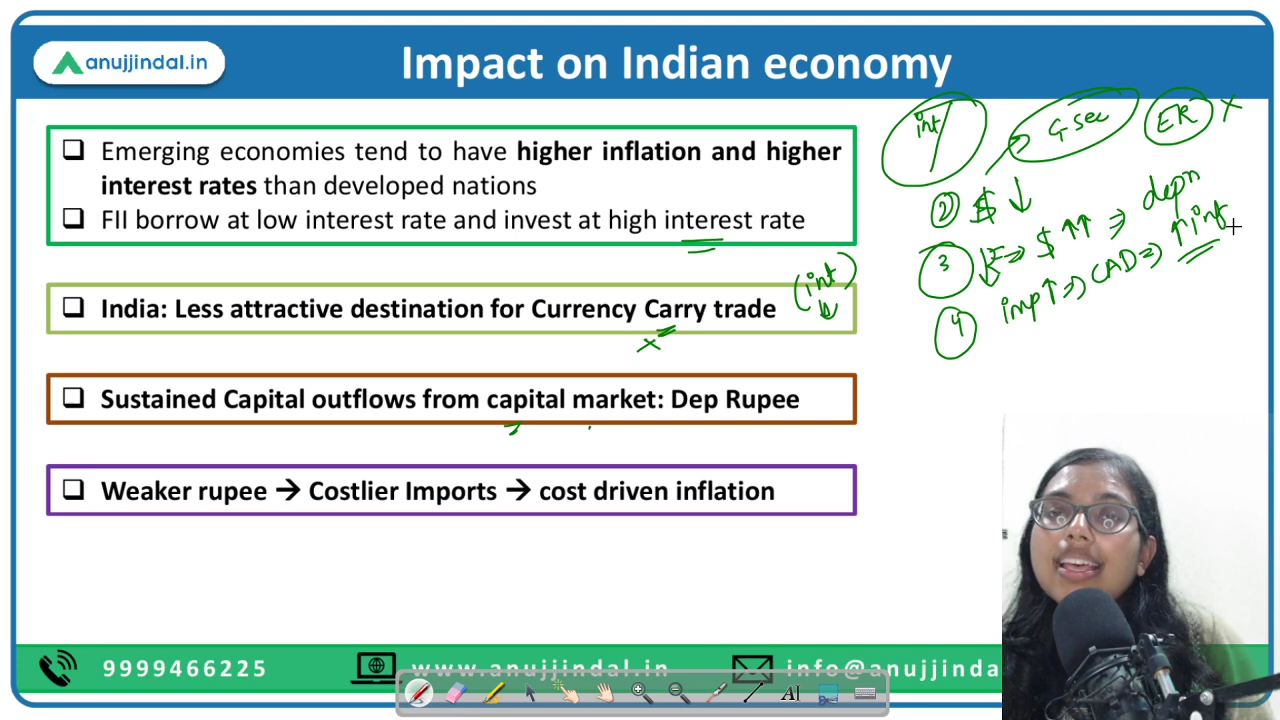 anujjindal.in
Impact on Indian economy
Emerging economies tend to have higher inflation and higher
interest rates than developed nations
FII borrow at low interest rate and invest at high interest rate
India: Less attractive destination for Currency Carry trade
Sustained Capital outflows from capital market: Dep Rupee
Weaker rupee → Costlier Imports → cost driven inflation
int
G sec
ER X
2 $ ↓
3 ⇒ $ ↑↑ ⇒ depn
4 imp ↑ ⇒ CAD ⇒ ↑ int
(int ↓)
X
9999466225
www.anujjindal.in
info@anujjinda
A